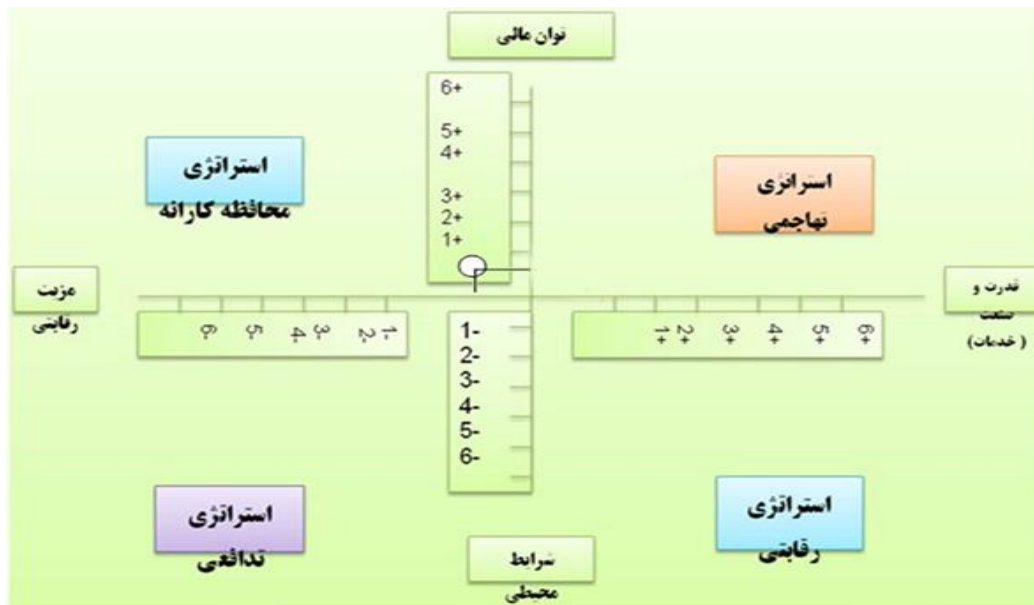 توان مالی
6+
5+
4+
3+
2+
1+
استراتژی
محافظه کارانه
استراتژی
تهاجمی
مزیت
رقابتی
قدرت و
صنعت
(خدمات)
6-
5-
4-
3-
2-
1-
1+
2+
3+
4+
5+
6+
1-
2-
3-
4-
5-
6-
استراتژی
تدافعی
استراتژی
رقابتی
شرایط
محیطی